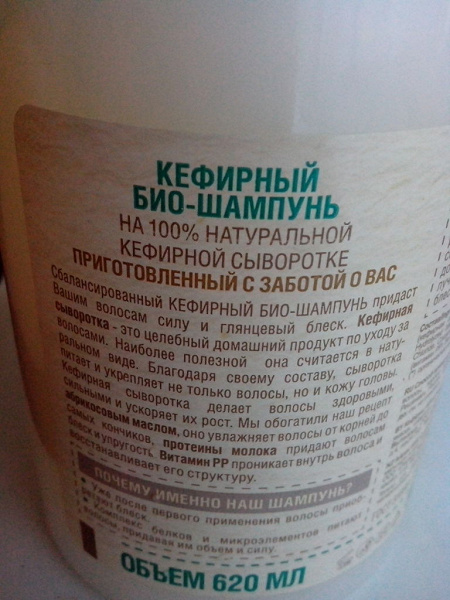 КЕФИРНЫЙ
БИО-ШАМПУНЬ
НА 100% НАТУРАЛЬНОЙ
КЕФИРНОЙ СЫВОРОТКЕ
ПРИГОТОВЛЕННЫЙ С ЗАБОТОЙ О ВАС
Сбалансированный КЕФИРНЫЙ БИО-ШАМПУНЬ придаст
Вашим волосам силу и глянцевый блеск. Кефирная
сыворотка - это целебный домашний продукт по уходу за
волосами. Наиболее полезной она считается в нату-
ральном виде. Благодаря своему составу, сыворотка
питает и укрепляет не только волосы, но и кожу головы.
Кефирная сыворотка делает волосы здоровыми,
сильными и ускоряет их рост. Мы обогатили наш рецепт
абрикосовым маслом, оно увлажняет волосы от корней до
самых кончиков, протеины молока придают волосам
блеск и упругость. Витамин РР проникает внутрь волоса и
восстанавливает его структуру.
ПОЧЕМУ ИМЕННО НАШ ШАМПУНЬ?
• Уже после первого применения волосы приоб-
ретают блеск.
Комплекс белков и микроэлементов питают
волосы, придавая им объем и силу.
ОБЪЕМ 620 МЛ